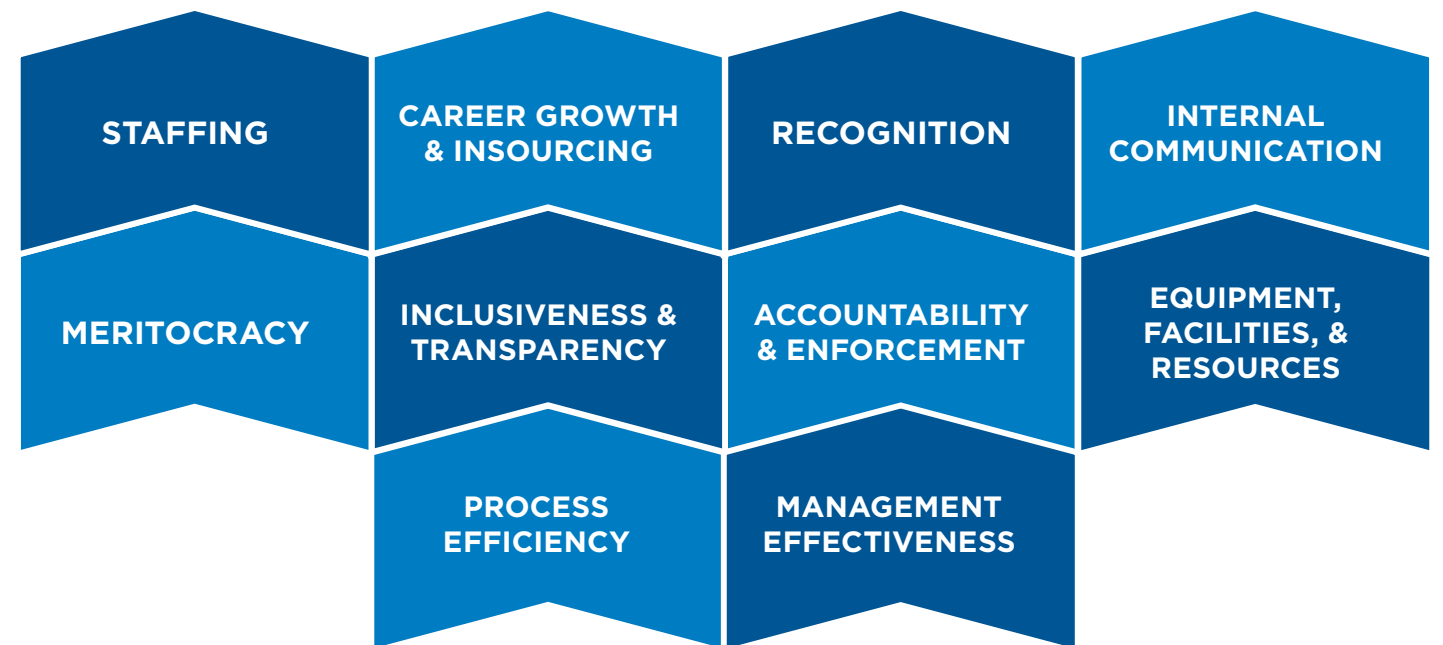 STAFFING
CAREER GROWTH
& INSOURCING
RECOGNITION
INTERNAL
COMMUNICATION
MERITOCRACY
INCLUSIVENESS &
TRANSPARENCY
ACCOUNTABILITY
& ENFORCEMENT
EQUIPMENT,
FACILITIES, &
RESOURCES
PROCESS
EFFICIENCY
MANAGEMENT
EFFECTIVENESS